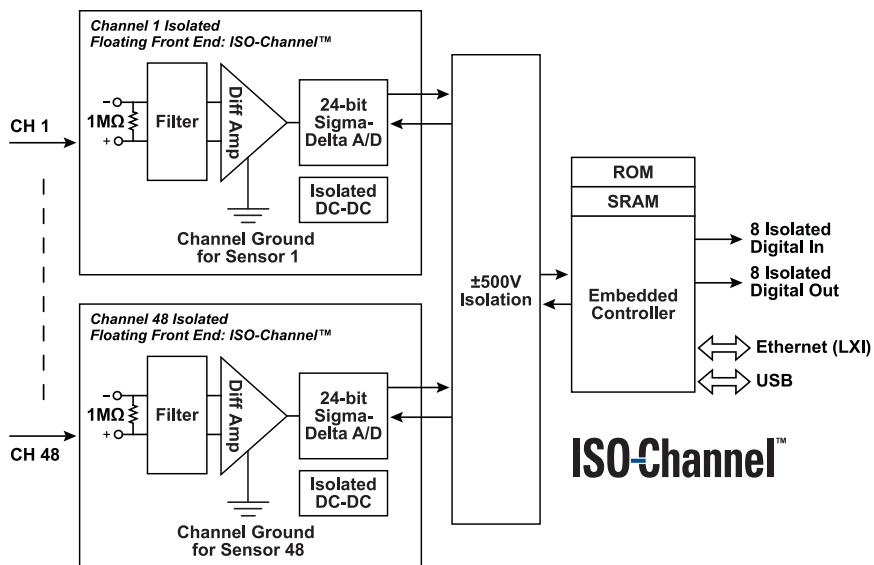 Channel 1 Isolated
Floating Front End: ISO-Channel™
CH 1
−
1MΩ
+
Filter
Diff Amp
24-bit
Sigma-
Delta A/D
Isolated
DC-DC
Channel Ground
for Sensor 1
Channel 48 Isolated
Floating Front End: ISO-Channel™
CH 48
−
1MΩ
+
Filter
Diff Amp
24-bit
Sigma-
Delta A/D
Isolated
DC-DC
Channel Ground
for Sensor 48
±500V
Isolation
ROM
SRAM
Embedded
Controller
8 Isolated
Digital In
8 Isolated
Digital Out
Ethernet (LXI)
USB
ISO-Channel™